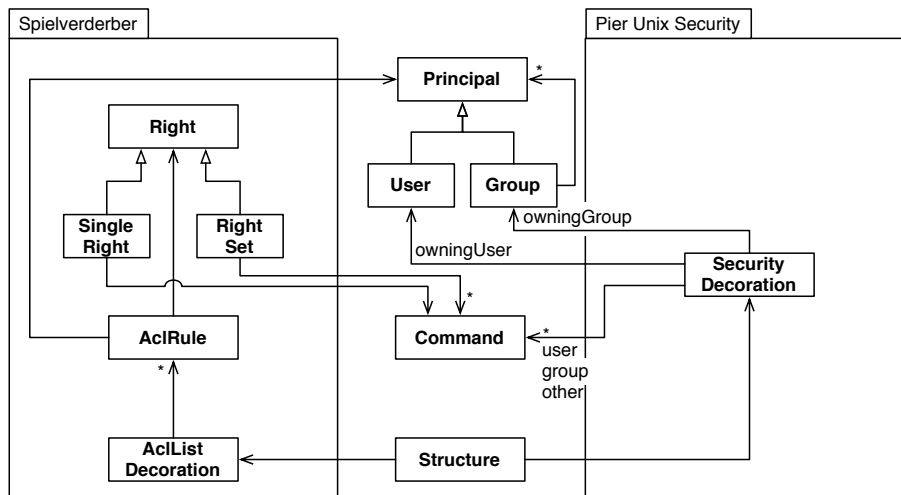 Spielverderber
Pier Unix Security
*
Principal
Right
User
Group
owningGroup
Single
Right
Right
Set
owningUser
Security
Decoration
*
AclRule
Command
*
user
group
other
*
AclList
Decoration
Structure